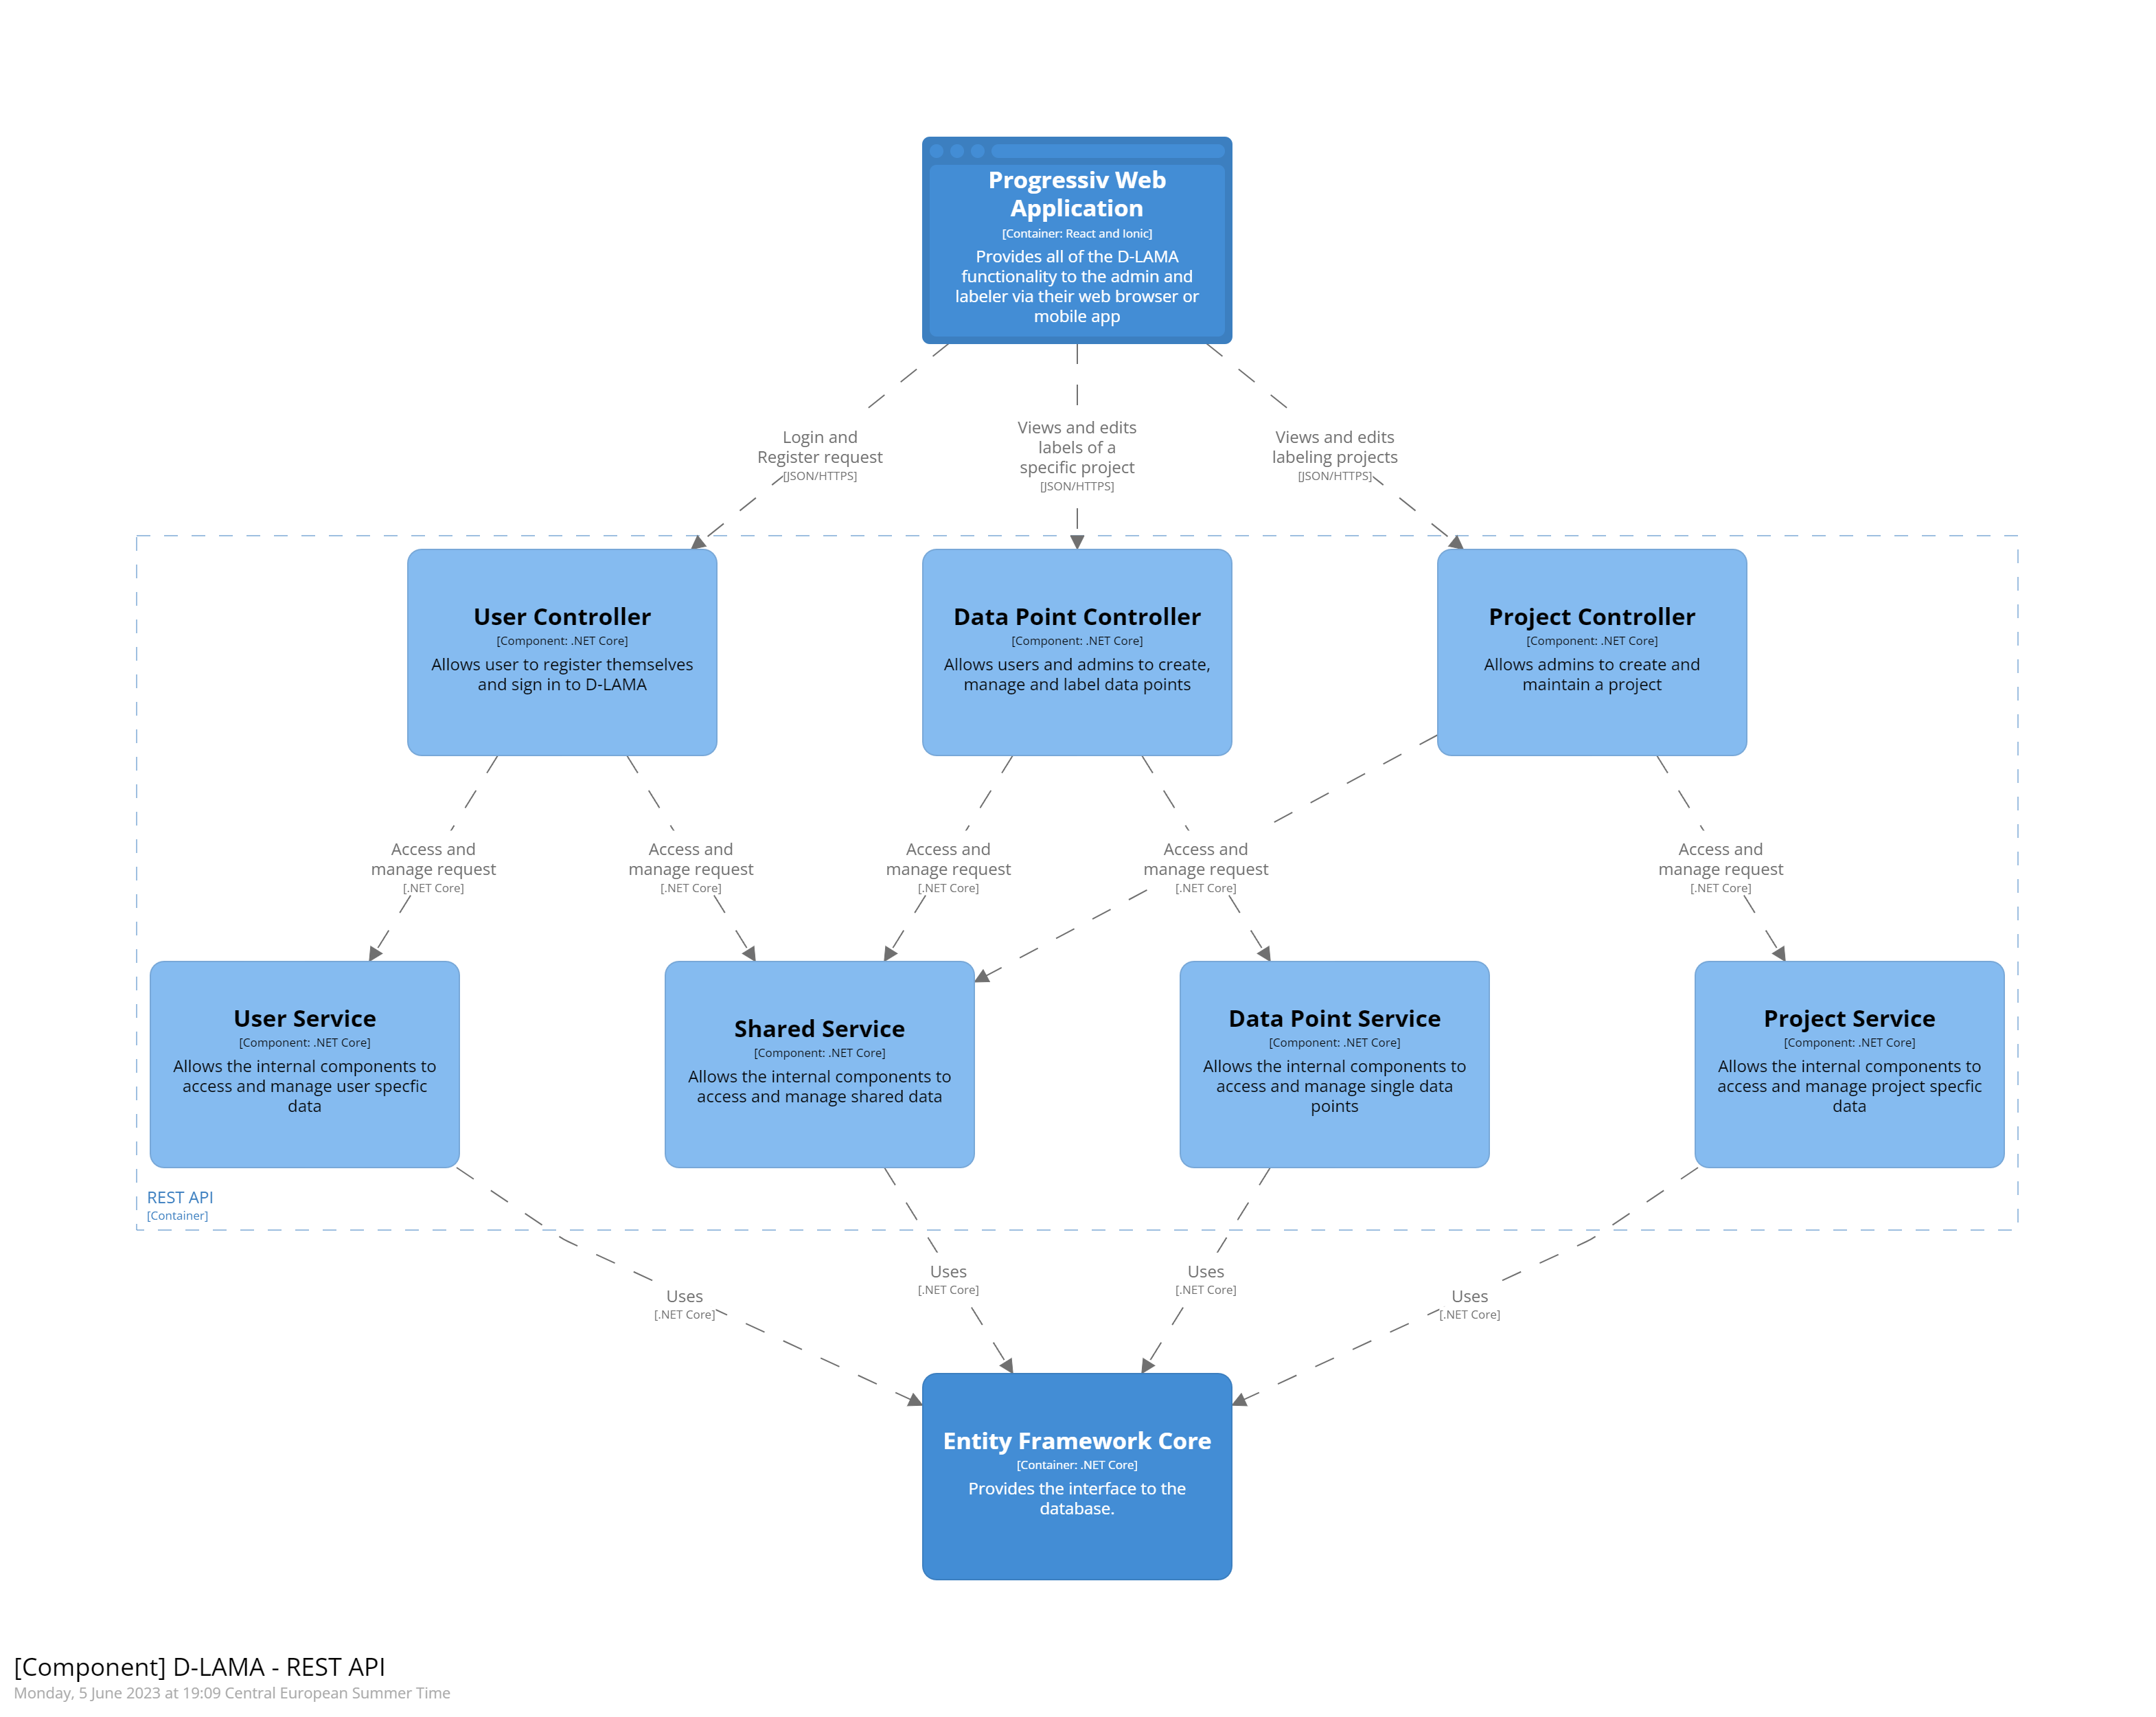 Progressiv Web
Application
[Container: React and Ionic]
Provides all of the D-LAMA
functionality to the admin and
labeler via their web browser or
mobile app
Login and
Register request
[JSON/HTTPS]
Views and edits
labels of a
specific project
[JSON/HTTPS]
Views and edits
labeling projects
[JSON/HTTPS]
User Controller
[Component: .NET Core]
Allows user to register themselves
and sign in to D-LAMA
Data Point Controller
[Component: .NET Core]
Allows users and admins to create,
manage and label data points
Project Controller
[Component: .NET Core]
Allows admins to create and
maintain a project
Access and
manage request
[.NET Core]
Access and
manage request
[.NET Core]
Access and
manage request
[.NET Core]
Access and
manage request
[.NET Core]
Access and
manage request
[.NET Core]
User Service
[Component: .NET Core]
Allows the internal components to
access and manage user specfic
data
Shared Service
[Component: .NET Core]
Allows the internal components to
access and manage shared data
Data Point Service
[Component: .NET Core]
Allows the internal components to
access and manage single data
points
Project Service
[Component: .NET Core]
Allows the internal components to
access and manage project specfic
data
REST API
[Container]
Uses
[.NET Core]
Uses
[.NET Core]
Uses
[.NET Core]
Uses
[.NET Core]
Entity Framework Core
[Container: .NET Core]
Provides the interface to the
database.
[Component] D-LAMA - REST API
Monday, 5 June 2023 at 19:09 Central European Summer Time